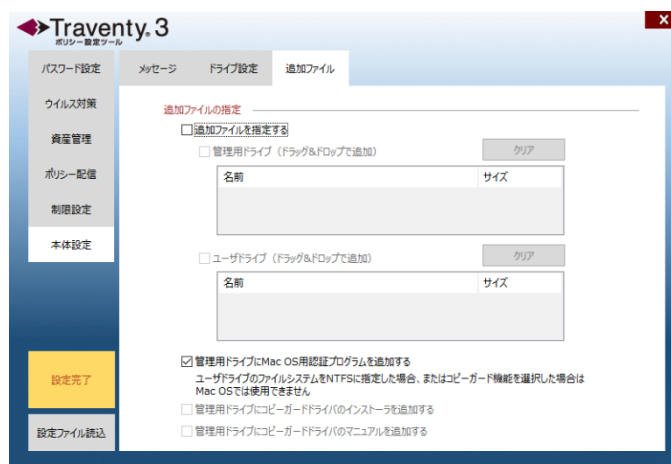 Traventy® 3
ポリシー設定ツール
X
パスワード設定
メッセージ
ドライブ設定
追加ファイル
ウイルス対策
資産管理
ポリシー配信
制限設定
本体設定
設定完了
設定ファイル読込
追加ファイルの指定
追加ファイルを指定する
管理用ドライブ（ドラッグ&ドロップで追加）
クリア
名前 サイズ
ユーザドライブ（ドラッグ&ドロップで追加）
クリア
名前 サイズ
管理用ドライブにMac OS用認証プログラムを追加する
ユーザドライブのファイルシステムをNTFSに指定した場合、またはコピーガード機能を選択した場合は
Mac OSでは使用できません
管理用ドライブにコピーガードドライバのインストーラを追加する
管理用ドライブにコピーガードドライバのマニュアルを追加する